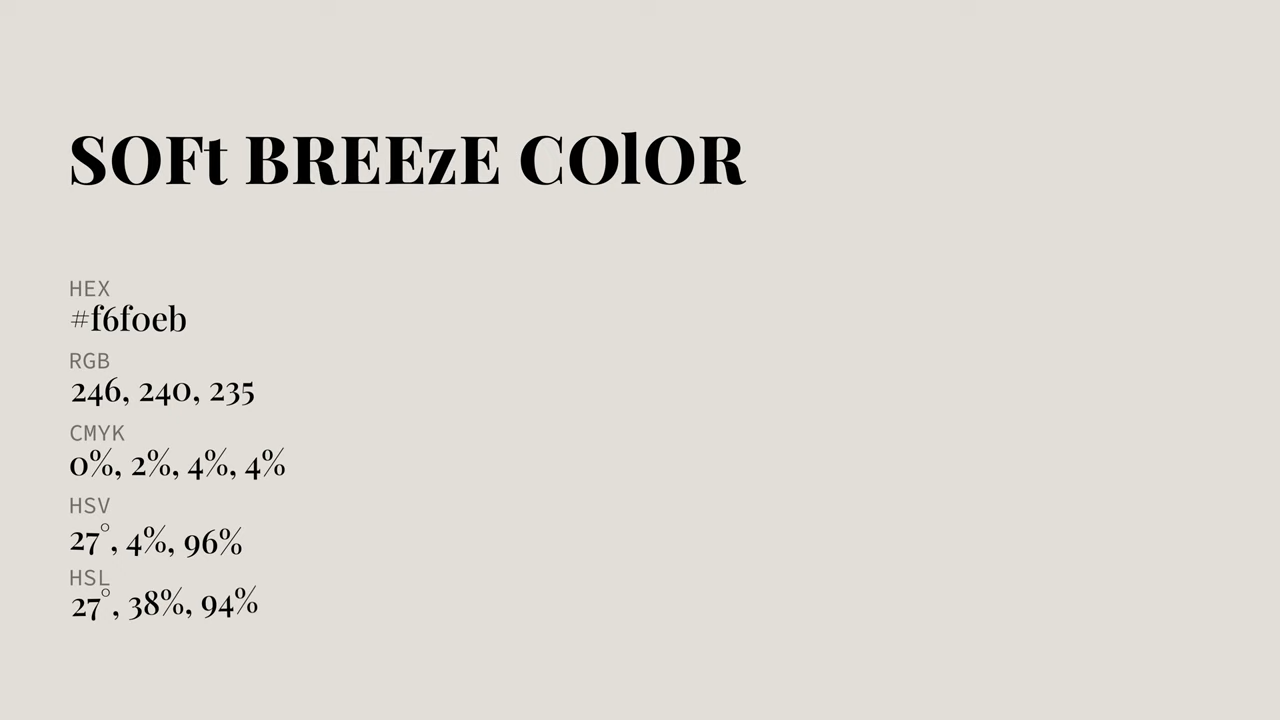 SOFt BREEzE COlOR
HEX
#f6f0eb
RGB
246, 240, 235
CMYK
0%, 2%, 4%, 4%
HSV
27°, 4%, 96%
HSL
27°, 38%, 94%